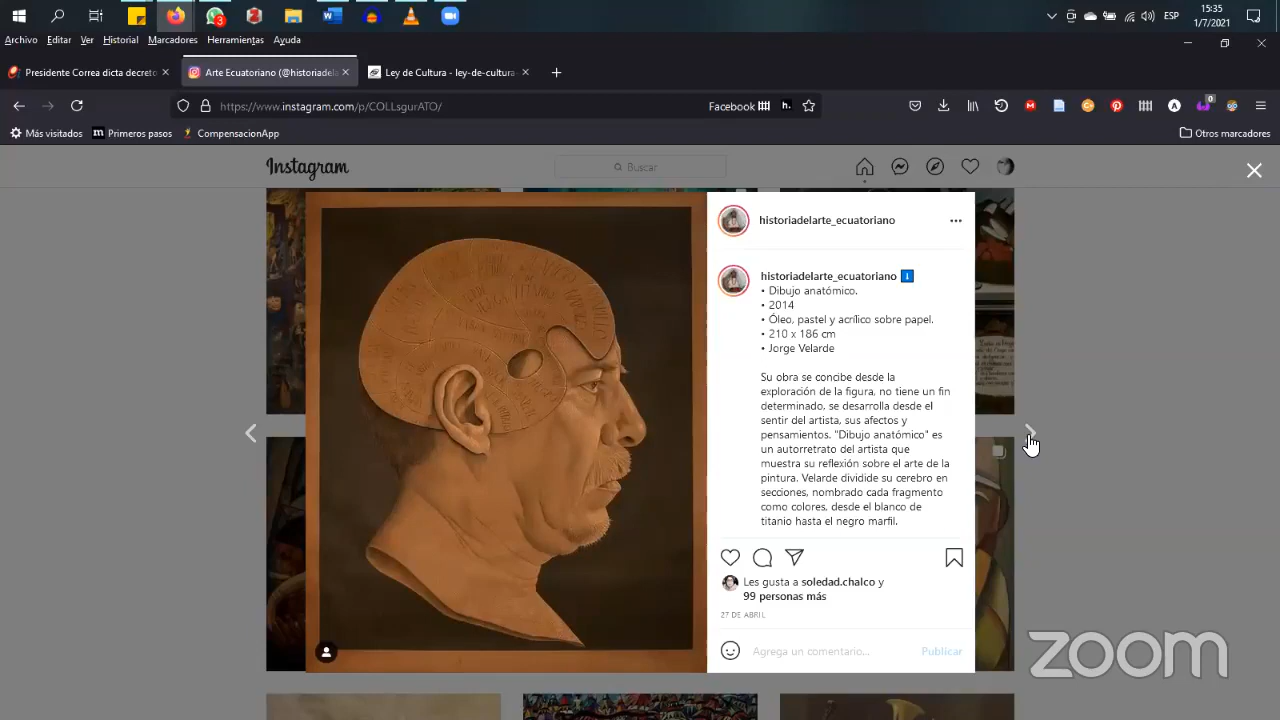 ESP
15:35
1/7/2021
3
Archivo Editar Ver Historial Marcadores Herramientas Ayuda
Presidente Correa dicta decreto
Arte Ecuatoriano (@historiadela
Ley de Cultura - ley-de-cultura-
https://www.instagram.com/p/COLLsgurATO/
Facebook
h.
0
Más visitados
Primeros pasos
CompensacionApp
Otros marcadores
Instagram
Buscar
historiadelarte_ecuatoriano
historiadelarte_ecuatoriano
• Dibujo anatómico.
• 2014
• Óleo, pastel y acrílico sobre papel.
• 210 x 186 cm
• Jorge Velarde
Su obra se concibe desde la
exploración de la figura, no tiene un fin
determinado, se desarrolla desde el
sentir del artista, sus afectos y
pensamientos. "Dibujo anatómico" es
un autorretrato del artista que
muestra su reflexión sobre el arte de la
pintura. Velarde divididide su cerebro en
secciones, nombrado cada fragmento
como colores, desde el blanco de
titanio hasta el negro marfil.
Les gusta a soledad.chalco y
99 personas más
27 DE ABRIL
Agrega un comentario...
Publicar
zoom